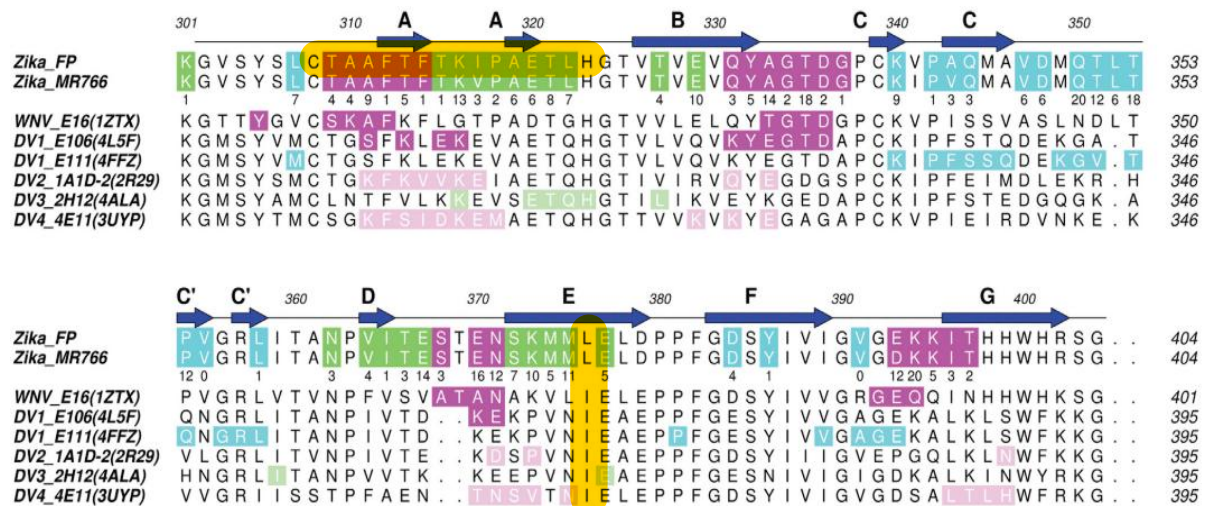 301 310 A A 320 B 330 C 340 C 350
Zika_FP K G V S Y S L C T A A F T F T K I P A E T L H G T V T V E V Q Y A G T D G P C K V P A Q M A V D M Q T L T 353
Zika_MR766 K G V S Y S L C T A A F T F T K V P A E T L H G T V T V E V Q Y A G T D G P C K V P A Q M A V D M Q T L T 353
1 7 4 4 9 1 5 1 1 13 3 2 6 6 8 7 4 10 3 5 14 2 18 2 1 9 1 3 3 6 6 20 12 6 18
WNV_E16(1ZTX) K G T T Y G V C S K A F K F L G T P A D T G H G T V V L E L Q Y T G T D G P C K V P I S S V A S L N D L T 350
DV1_E106(4L5F) K G M S Y V M C T G S F K L E K E V A E T Q H G T V L V Q V K Y E G T D A P C K I P F S T Q D E K G A . T 346
DV1_E111(4FFZ) K G M S Y V M C T G S F K L E K E V A E T Q H G T V L V Q V K Y E G T D A P C K I P F S S Q D E K G V . T 346
DV2_1A1D-2(2R29) K G M S Y S M C T G K F K V V K E I A E T Q H G T I V I R V Q Y E G D G S P C K I P F E I M D L E K R . H 346
DV3_2H12(4ALA) K G M S Y A M C L N T F V L K K E V S E T Q H G T I L I K V E Y K G E D A P C K I P F S T E D G Q G K . A 346
DV4_4E11(3UYP) K G M S Y T M C S G K F S I D K E M A E T Q H G T T V V K V K Y E G A G A P C K V P I E I R D V N K E . K 346
C' C' 360 D 370 E 380 F 390 G 400
Zika_FP P V G R L I T A N P V I T E S T E N S K M M L E L D P P F G D S Y I V I G V G E K K I T H H W H R S G . . 404
Zika_MR766 P V G R L I T A N P V I T E S T E N S K M M L E L D P P F G D S Y I V I G V G D K K I T H H W H R S G . . 404
12 0 1 3 4 1 3 14 3 16 12 7 10 5 11 5 4 1 0 12 20 5 3 2
WNV_E16(1ZTX) P V G R L V T V N P F V S V A T A N A K V L I E L E P P F G D S Y I V V G R G E Q Q I N H H W H K S G . . 401
DV1_E106(4L5F) Q N G R L I T A N P I V T D . . K E K P V N I E A E P P F G E S Y I V V G A G E K A L K L S W F K K G . . 395
DV1_E111(4FFZ) Q N G R L I T A N P I V T D . . K E K P V N I E A E P P F G E S Y I V V G A G E K A L K L S W F K K G . . 395
DV2_1A1D-2(2R29) V L G R L I T V N P I V T E . . K D S P V N I E A E P P F G D S Y I I I G V E P G Q L K L N W F K K G . . 395
DV3_2H12(4ALA) H N G R L I T A N P V V T K . . K E E P V N I E A E P P F G E S N I V I G I G D K A L K I N W Y R K G . . 395
DV4_4E11(3UYP) V V G R I I S S T P F A E N . . T N S V T N I E L E P P F G D S Y I V I G V G D S A L T L H W F R K G . . 395